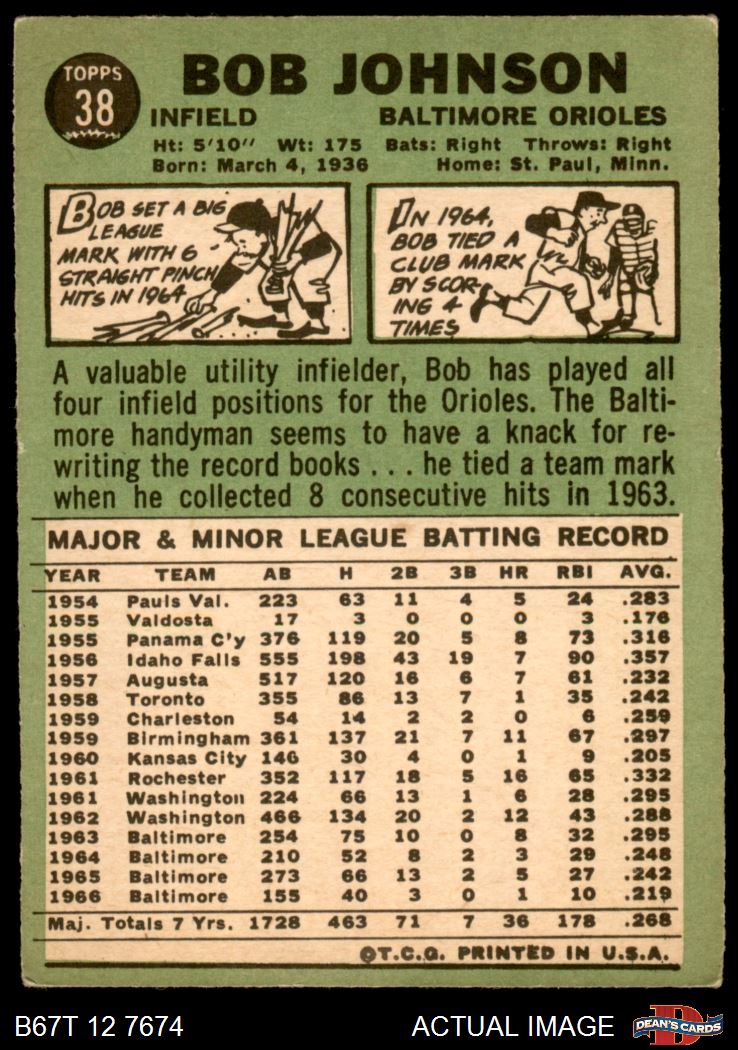 TOPPS
38
BOB JOHNSON
INFIELD BALTIMORE ORIOLES
Ht: 5'10" Wt: 175 Bats: Right Throws: Right
Born: March 4, 1936 Home: St. Paul, Minn.
BOB SET A BIG
LEAGUE
MARK WITH 6
STRAIGHT PINCH
HITS IN 1964
IN 1964,
BOB TIED A
CLUB MARK
BY SCOR-
ING 4
TIMES
A valuable utility infielder, Bob has played all
four infield positions for the Orioles. The Balti-
more handyman seems to have a knack for re-
writing the record books . . . he tied a team mark
when he collected 8 consecutive hits in 1963.
MAJOR & MINOR LEAGUE BATTING RECORD
YEAR TEAM AB H 2B 3B HR RBI AVG.
1954 Pauls Val. 223 63 11 4 5 24 .283
1955 Valdosta 17 3 0 0 0 3 .176
1955 Panama C'y 376 119 20 5 8 73 .316
1956 Idaho Falls 555 198 43 19 7 90 .357
1957 Augusta 517 120 16 6 7 61 .232
1958 Toronto 355 86 13 7 1 35 .242
1959 Charleston 54 14 2 2 0 6 .259
1959 Birmingham 361 137 21 7 11 67 .297
1960 Kansas City 146 30 4 0 1 9 .205
1961 Rochester 352 117 18 5 16 65 .332
1961 Washington 224 66 13 1 6 28 .295
1962 Washington 466 134 20 2 12 43 .288
1963 Baltimore 254 75 10 0 8 32 .295
1964 Baltimore 210 52 8 2 3 29 .248
1965 Baltimore 273 66 13 2 5 27 .242
1966 Baltimore 155 40 3 0 1 10 .219
Maj. Totals 7 Yrs. 1728 463 71 7 36 178 .268
©T.C.G. PRINTED IN U.S.A.
B67T 12 7674 ACTUAL IMAGE D DEAN'S CARDS